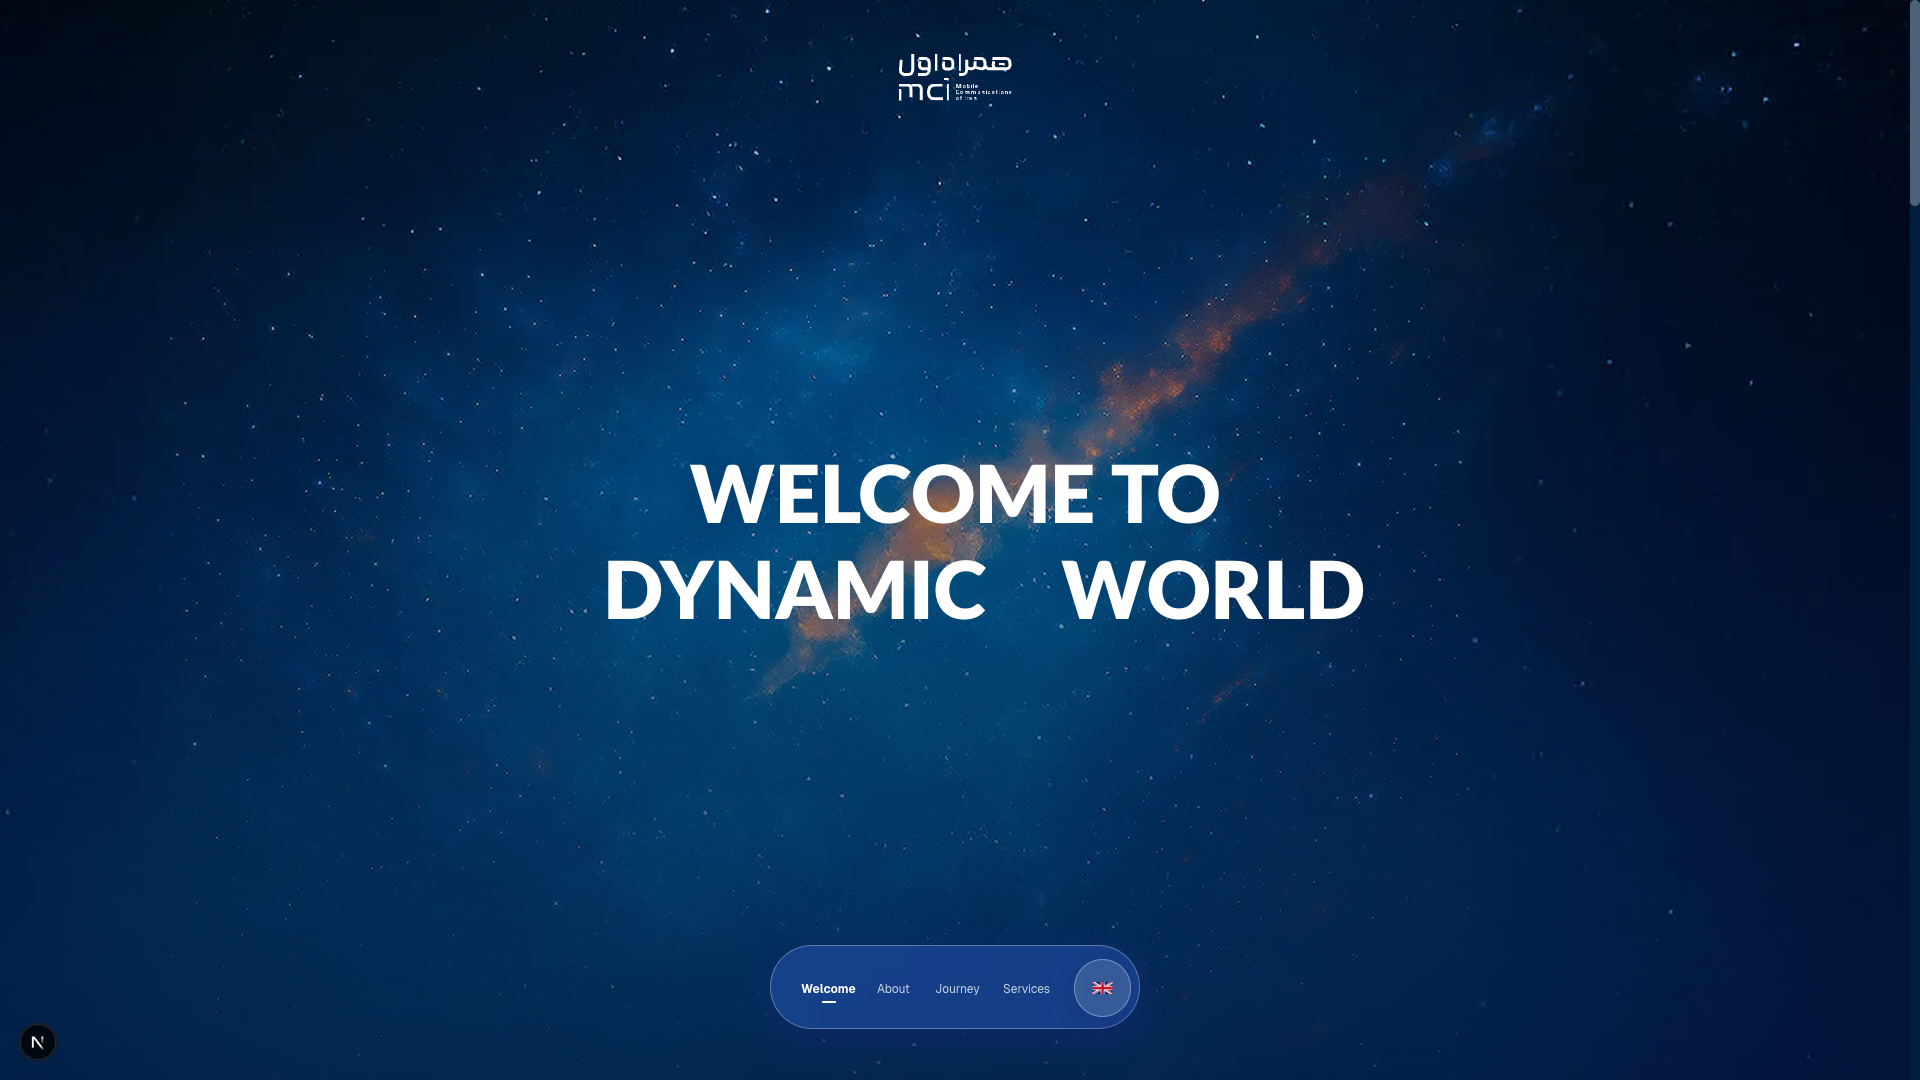 همراه اول
mci Mobile
Communications
of Iran
WELCOME TO
DYNAMIC WORLD
Welcome About Journey Services
N